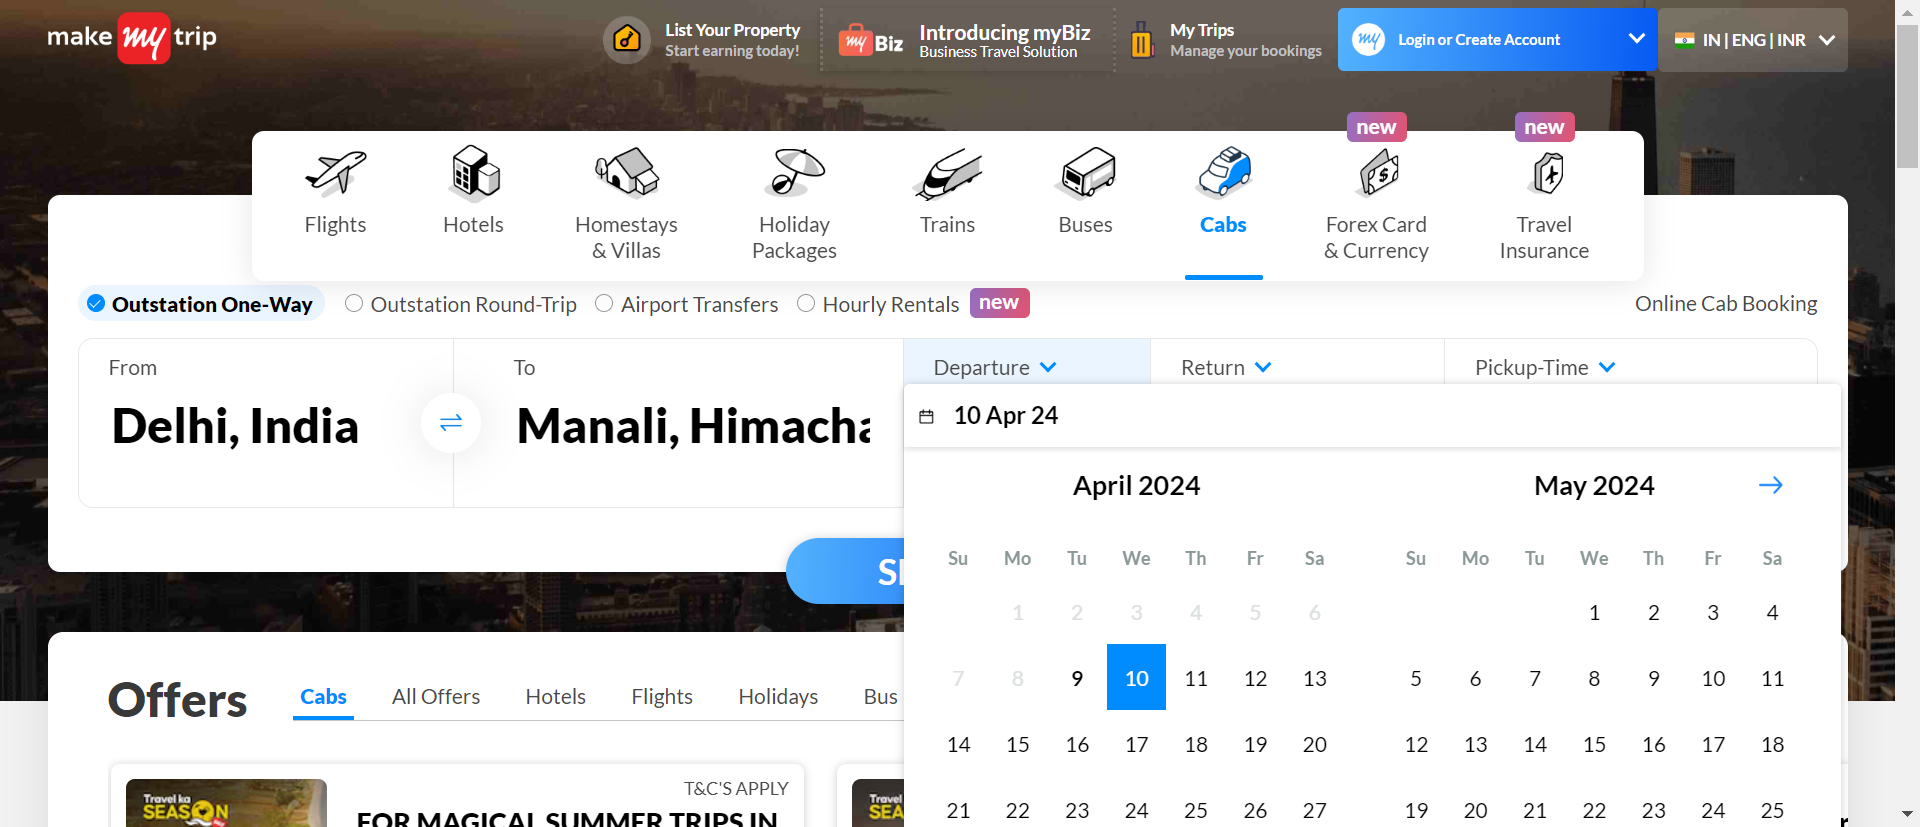 make my trip
List Your Property
Start earning today!
my Biz
Introducing myBiz
Business Travel Solution
My Trips
Manage your bookings
my
Login or Create Account
IN | ENG | INR
new
new
Flights
Hotels
Homestays
& Villas
Holiday
Packages
Trains
Buses
Cabs
Forex Card
& Currency
Travel
Insurance
Outstation One-Way
Outstation Round-Trip
Airport Transfers
Hourly Rentals
new
Online Cab Booking
From
To
Departure
Return
Pickup-Time
Delhi, India
Manali, Himacha
10 Apr 24
April 2024
May 2024
Su Mo Tu We Th Fr Sa
Su Mo Tu We Th Fr Sa
1 2 3 4 5 6
1 2 3 4
7 8 9 10 11 12 13
5 6 7 8 9 10 11
14 15 16 17 18 19 20
12 13 14 15 16 17 18
21 22 23 24 25 26 27
19 20 21 22 23 24 25
Offers
Cabs
All Offers
Hotels
Flights
Holidays
Bus
T&C'S APPLY
Travel ka
SEASON
FOR MAGICAL SUMMER TRIPS IN
Travel
SEA